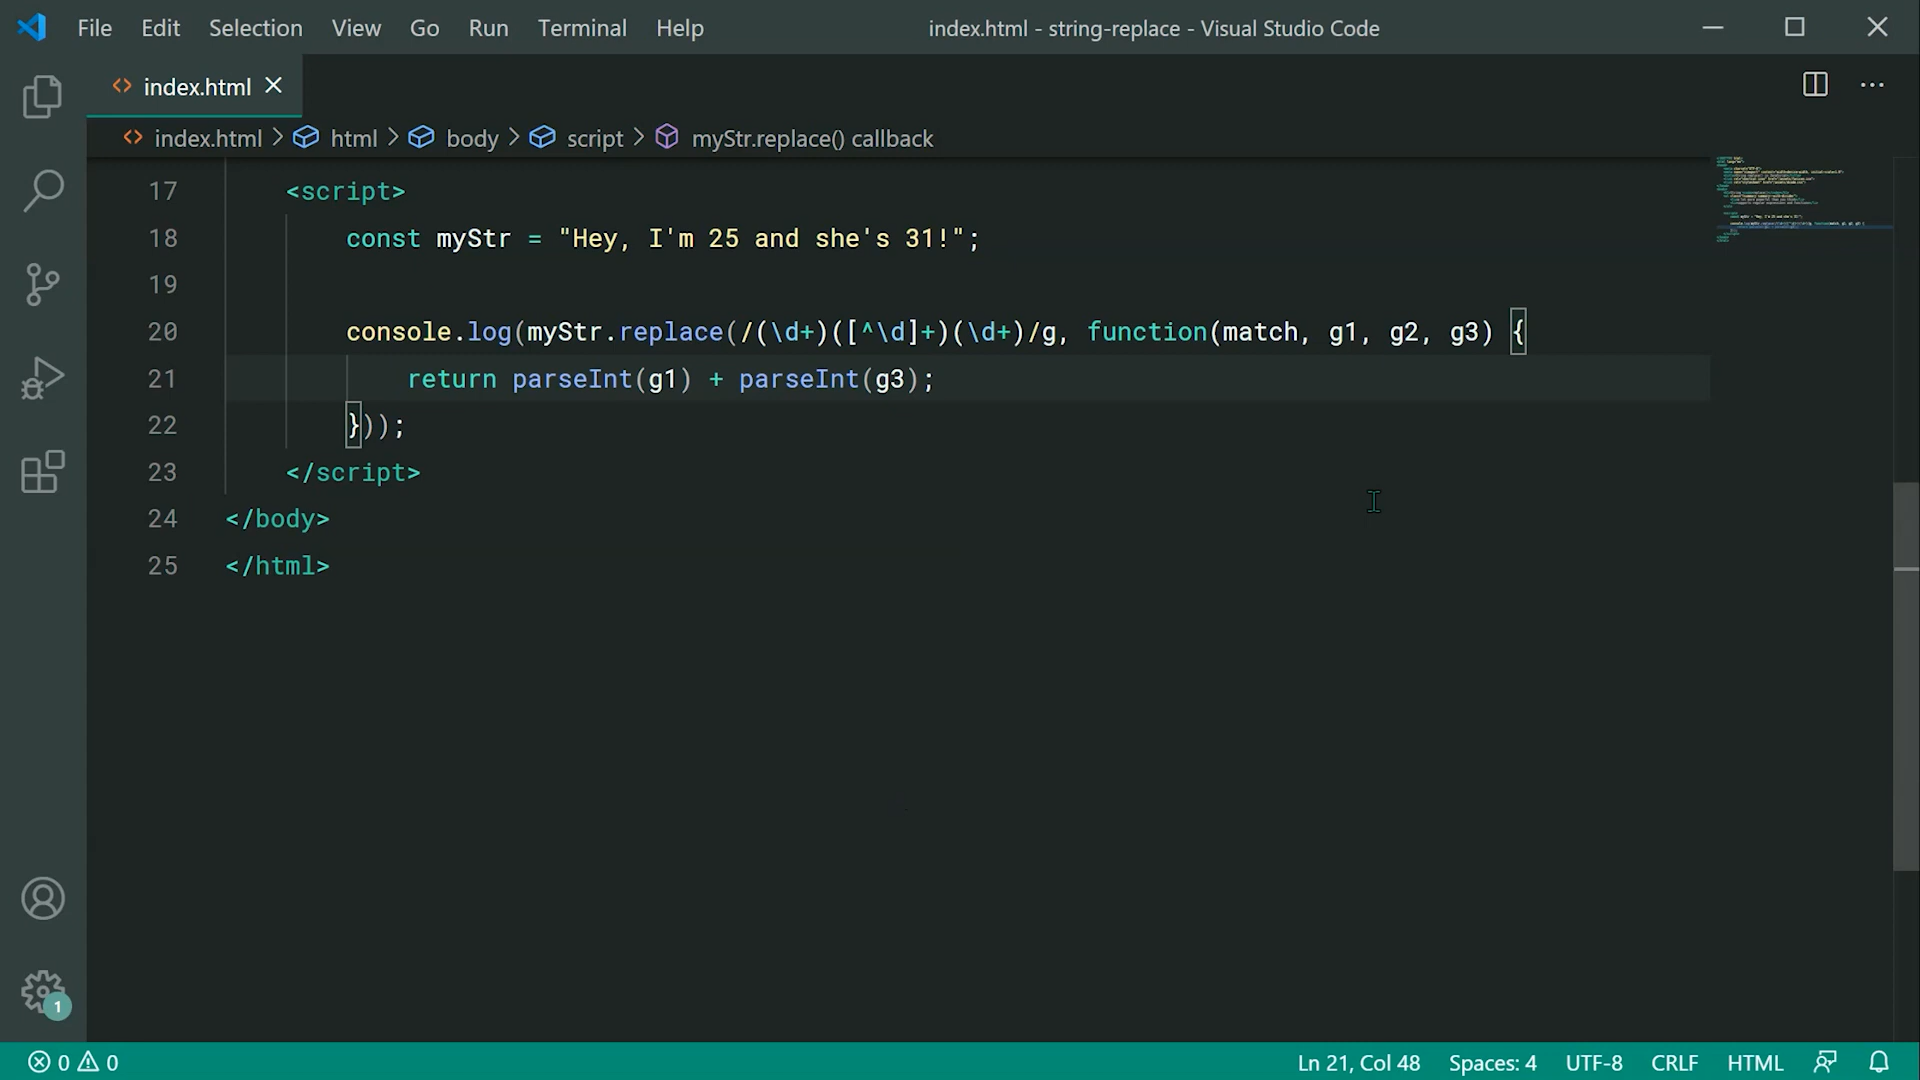 File Edit Selection View Go Run Terminal Help index.html - string-replace - Visual Studio Code
index.html
index.html > html > body > script > myStr.replace() callback
17 <script>
18 const myStr = "Hey, I'm 25 and she's 31!";
19
20 console.log(myStr.replace(/(\d+)([^\d]+)(\d+)/g, function(match, g1, g2, g3) {
21 return parseInt(g1) + parseInt(g3);
22 }));
23 </script>
24 </body>
25 </html>
1
0 0 Ln 21, Col 48 Spaces: 4 UTF-8 CRLF HTML